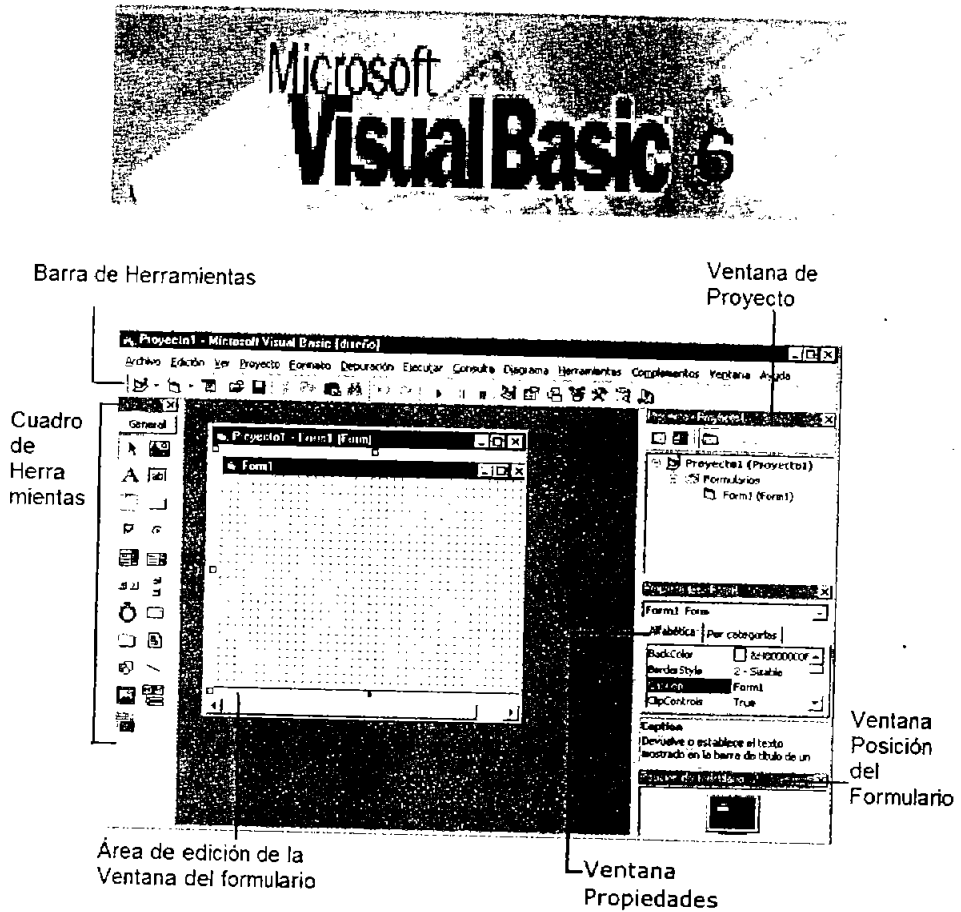 Microsoft
Visual Basic 6
Barra de Herramientas
Ventana de
Proyecto
Proyecto1 - Microsoft Visual Basic [diseño]
Archivo Edición Ver Proyecto Formato Depuración Ejecutar Consulta Diagrama Herramientas Complementos Ventana Ayuda
Cuadro
de
Herra
mientas
General
Proyecto1 - Form1 (Form)
Form1
Proyecto1 (Proyecto1)
Formularios
Form1 (Form1)
Form1 Form
Alfabética Por categorías
BackColor
BorderStyle 2 - Sizable
Caption Form1
ClipControls True
Caption
Devuelve o establece el texto
mostrado en la barra de título de un
Ventana
Posición
del
Formulario
Área de edición de la
Ventana del formulario
Ventana
Propiedades